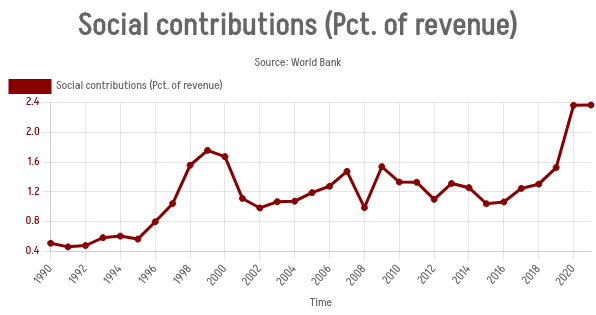 Social contributions (Pct. of revenue)
Source: World Bank
Social contributions (Pct. of revenue)
2.4
2.0
1.6
1.2
0.8
0.4
1990 1992 1994 1996 1998 2000 2002 2004 2006 2008 2010 2012 2014 2016 2018 2020
Time